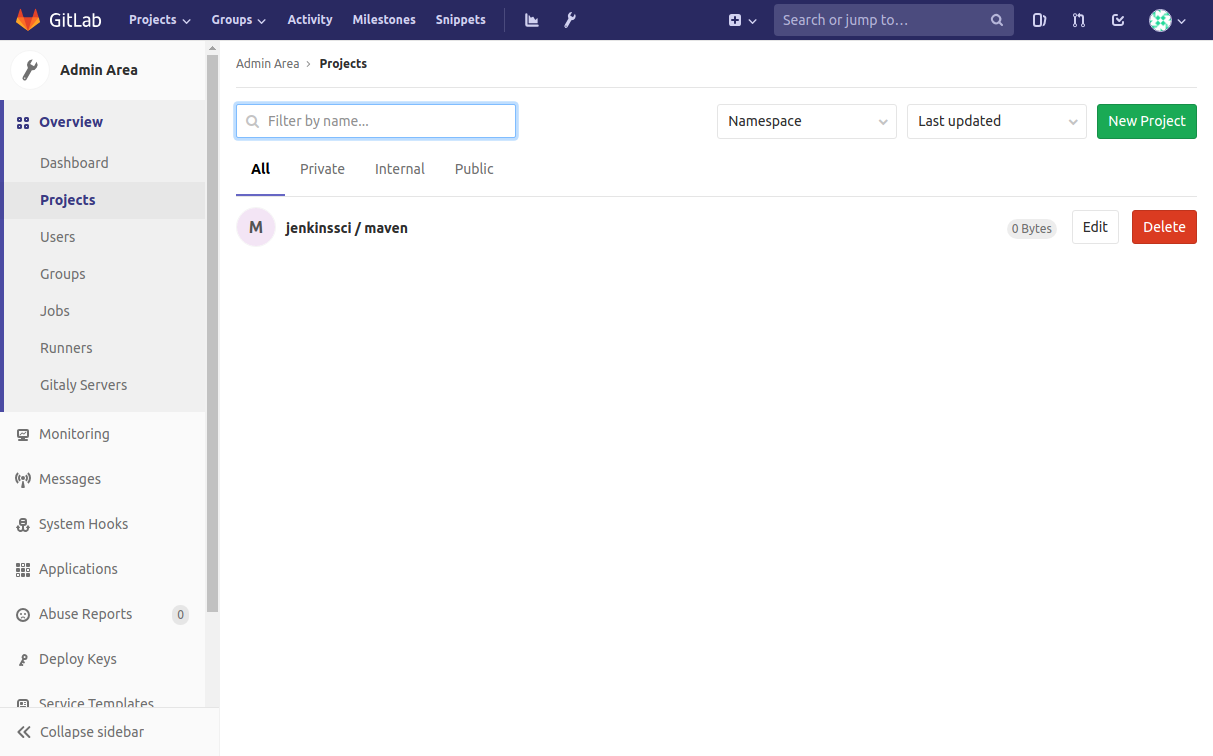 GitLab Projects Groups Activity Milestones Snippets Search or jump to...
Admin Area
Overview
Dashboard
Projects
Users
Groups
Jobs
Runners
Gitaly Servers
Monitoring
Messages
System Hooks
Applications
Abuse Reports 0
Deploy Keys
Service Templates
Collapse sidebar
Admin Area › Projects
Filter by name... Namespace Last updated New Project
All Private Internal Public
M jenkinssci / maven 0 Bytes Edit Delete